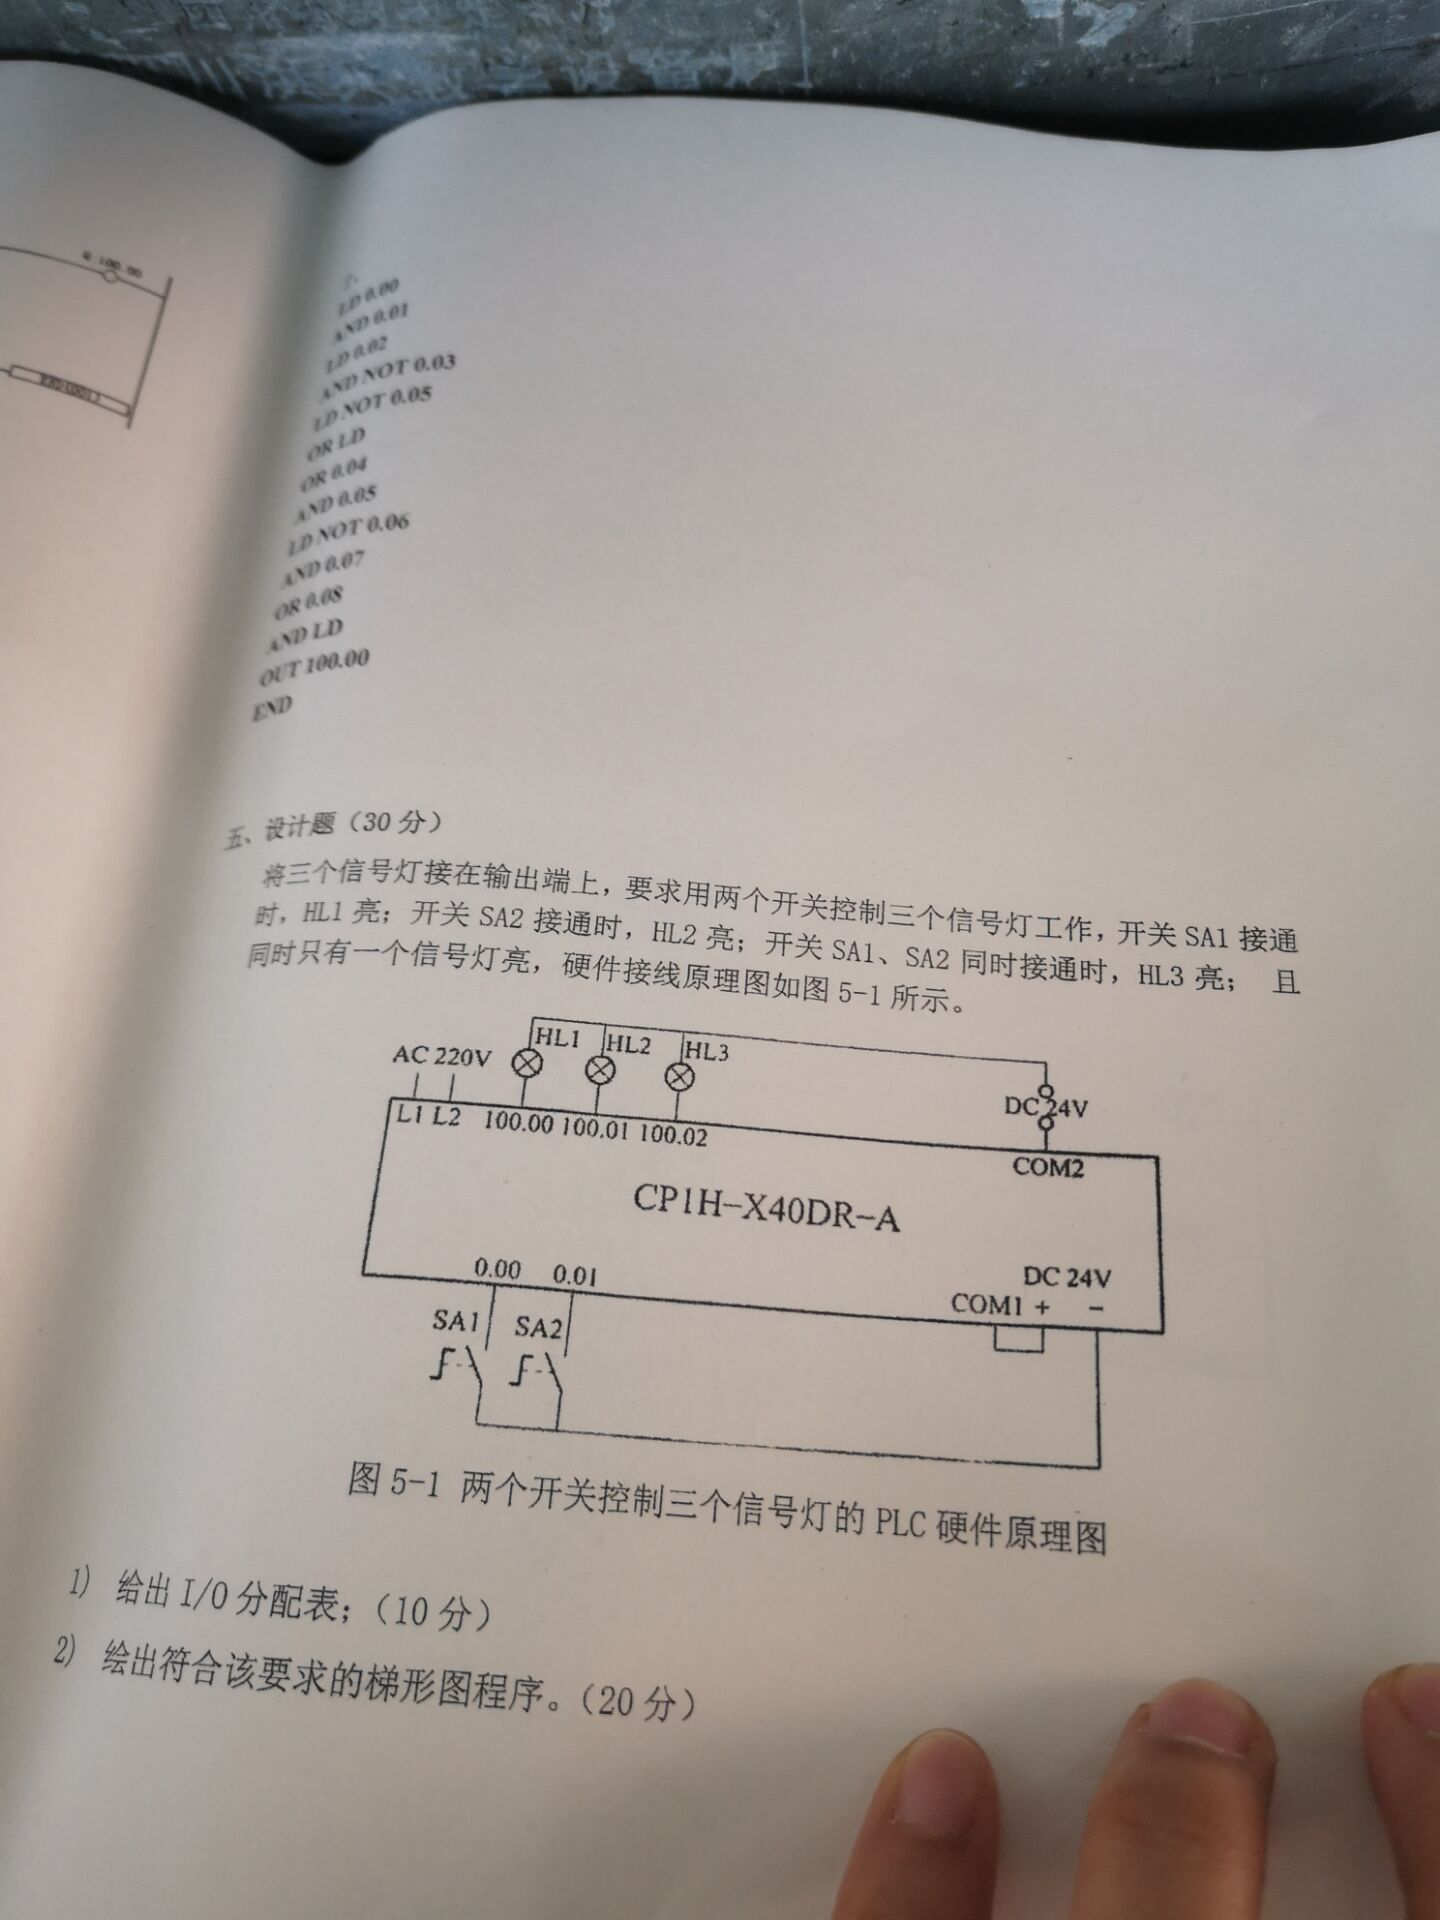 Q:100.00
LD 0.00
AND 0.01
LD 0.02
AND NOT 0.03
LD NOT 0.05
OR LD
OR 0.04
AND 0.05
LD NOT 0.06
AND 0.07
OR 0.08
AND LD
OUT 100.00
END
五、设计题（30 分）
将三个信号灯接在输出端上，要求用两个开关控制三个信号灯工作，开关 SA1 接通
时，HL1 亮；开关 SA2 接通时，HL2 亮；开关 SA1、SA2 同时接通时，HL3 亮； 且
同时只有一个信号灯亮，硬件接线原理图如图 5-1 所示。
HL1 HL2 HL3
AC 220V
DC 24V
L1 L2 100.00 100.01 100.02
COM2
CP1H-X40DR-A
0.00 0.01
DC 24V
COM1 + -
SA1 SA2
图 5-1 两个开关控制三个信号灯的 PLC 硬件原理图
1) 给出 I/O 分配表；（10 分）
2) 绘出符合该要求的梯形图程序。（20 分）